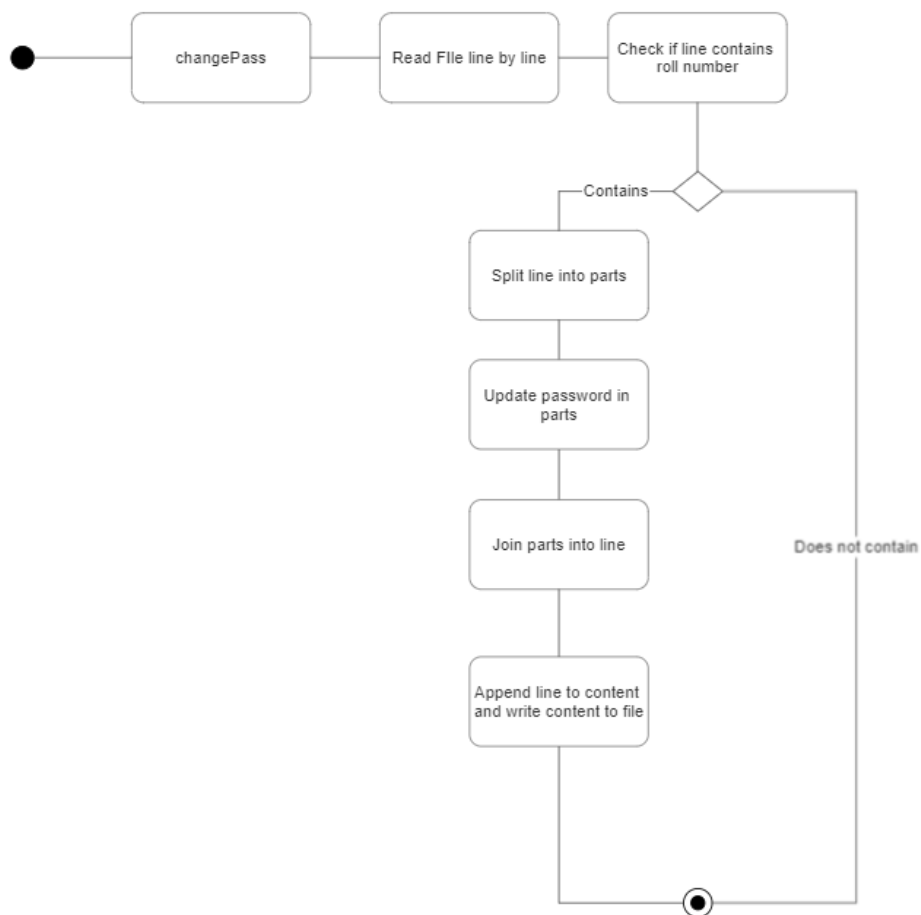 changePass
Read FIle line by line
Check if line contains
roll number
Contains
Split line into parts
Update password in
parts
Join parts into line
Does not contain
Append line to content
and write content to file